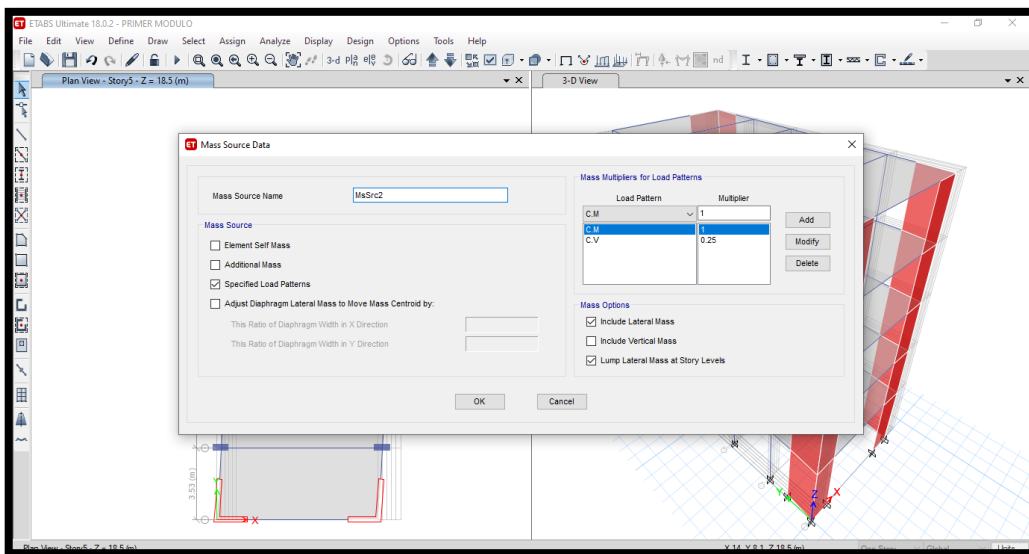 ETABS Ultimate 18.0.2 - PRIMER MODULO
File Edit View Define Draw Select Assign Analyze Display Design Options Tools Help
3-d nd
Plan View - Story5 - Z = 18.5 (m)
3-D View
Mass Source Data
Mass Source Name MsSrc2
Mass Source
Element Self Mass
Additional Mass
Specified Load Patterns
Adjust Diaphragm Lateral Mass to Move Mass Centroid by:
This Ratio of Diaphragm Width in X Direction
This Ratio of Diaphragm Width in Y Direction
Mass Multipliers for Load Patterns
Load Pattern Multiplier
C.M 1
C.M 1
C.V 0.25
Add
Modify
Delete
Mass Options
Include Lateral Mass
Include Vertical Mass
Lump Lateral Mass at Story Levels
OK Cancel
3.53 (m)
Y
X
Y Z X
Plan View - Story5 - Z = 18.5 (m) X 14 Y 8.1 Z 18.5 (m) One Story Global Units